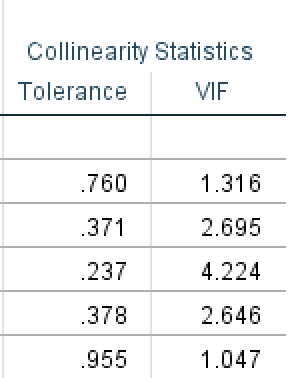 Collinearity Statistics
Tolerance VIF
.760 1.316
.371 2.695
.237 4.224
.378 2.646
.955 1.047